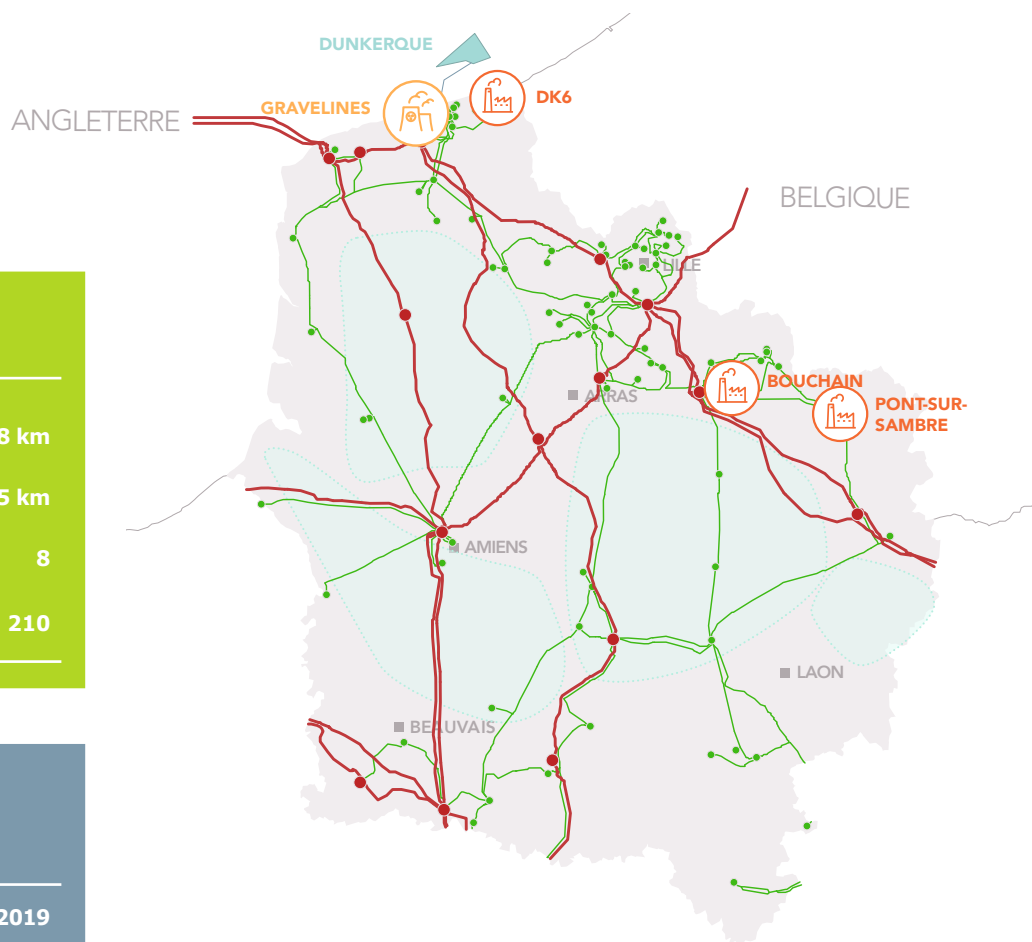 DUNKERQUE
GRAVELINES
DK6
ANGLETERRE
BELGIQUE
LILLE
BOUCHAIN
ARRAS
PONT-SUR-
SAMBRE
8 km
5 km
8
AMIENS
210
LAON
BEAUVAIS
2019